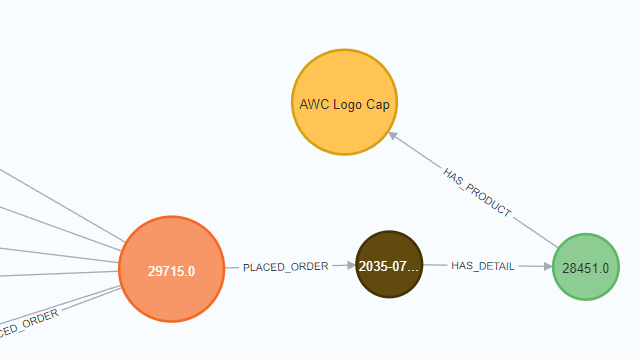 AWC Logo Cap
HAS_PRODUCT
29715.0
PLACED_ORDER
2035-07...
HAS_DETAIL
28451.0
CED_ORDER